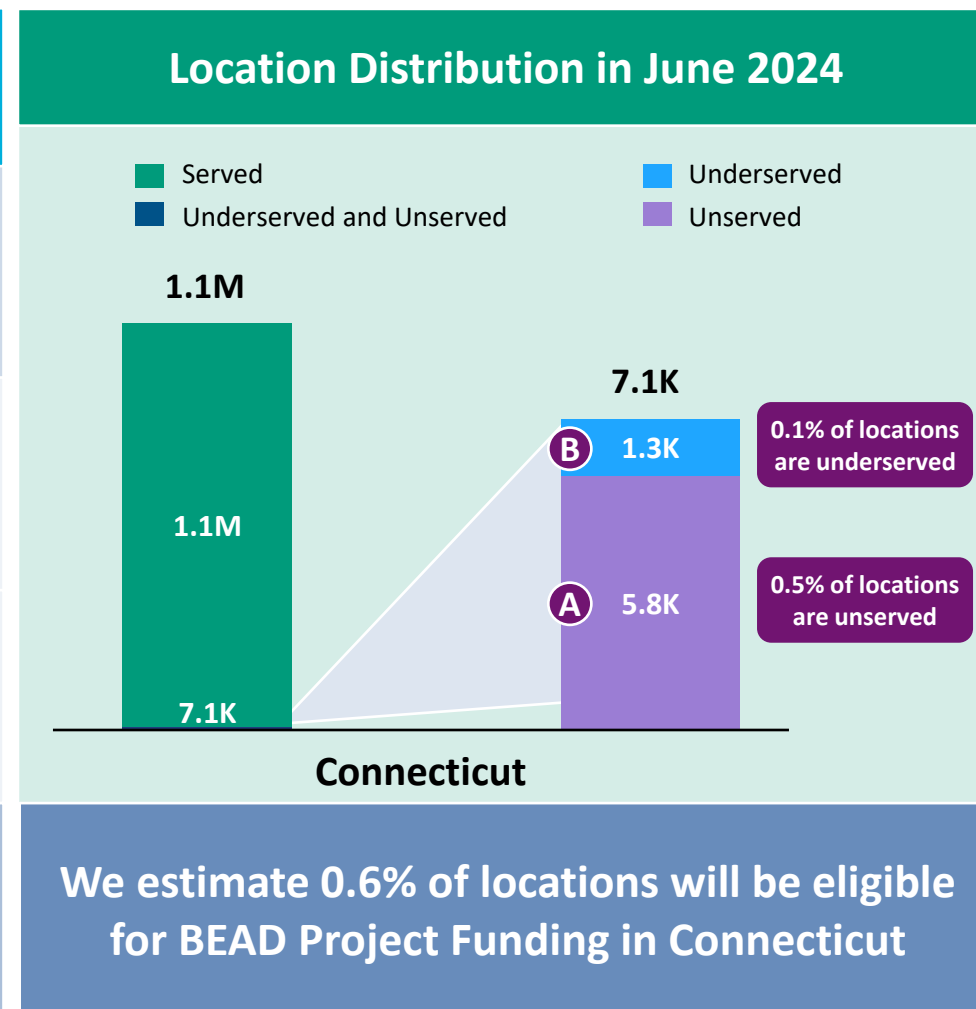 Location Distribution in June 2024
Served
Underserved
Underserved and Unserved
Unserved
1.1M
7.1K
B
1.3K
0.1% of locations
are underserved
1.1M
A
5.8K
0.5% of locations
are unserved
7.1K
Connecticut
We estimate 0.6% of locations will be eligible
for BEAD Project Funding in Connecticut